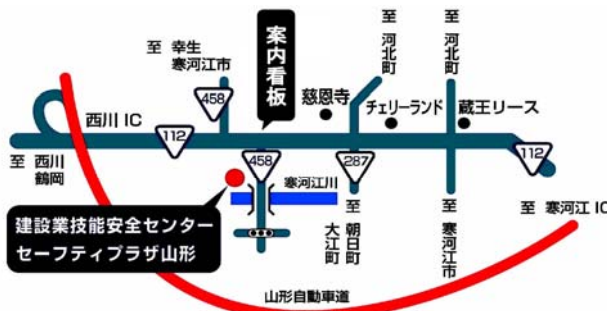 至 幸生
寒河江市
458
案内看板
至 河北町
至 河北町
慈恩寺
チェリーランド
蔵王リース
西川 IC
112
458
287
112
至 西川
鶴岡
寒河江川
至 寒河江 IC
建設業技能安全センター
セーフティプラザ山形
至 朝日町
大江町
至 寒河江市
山形自動車道